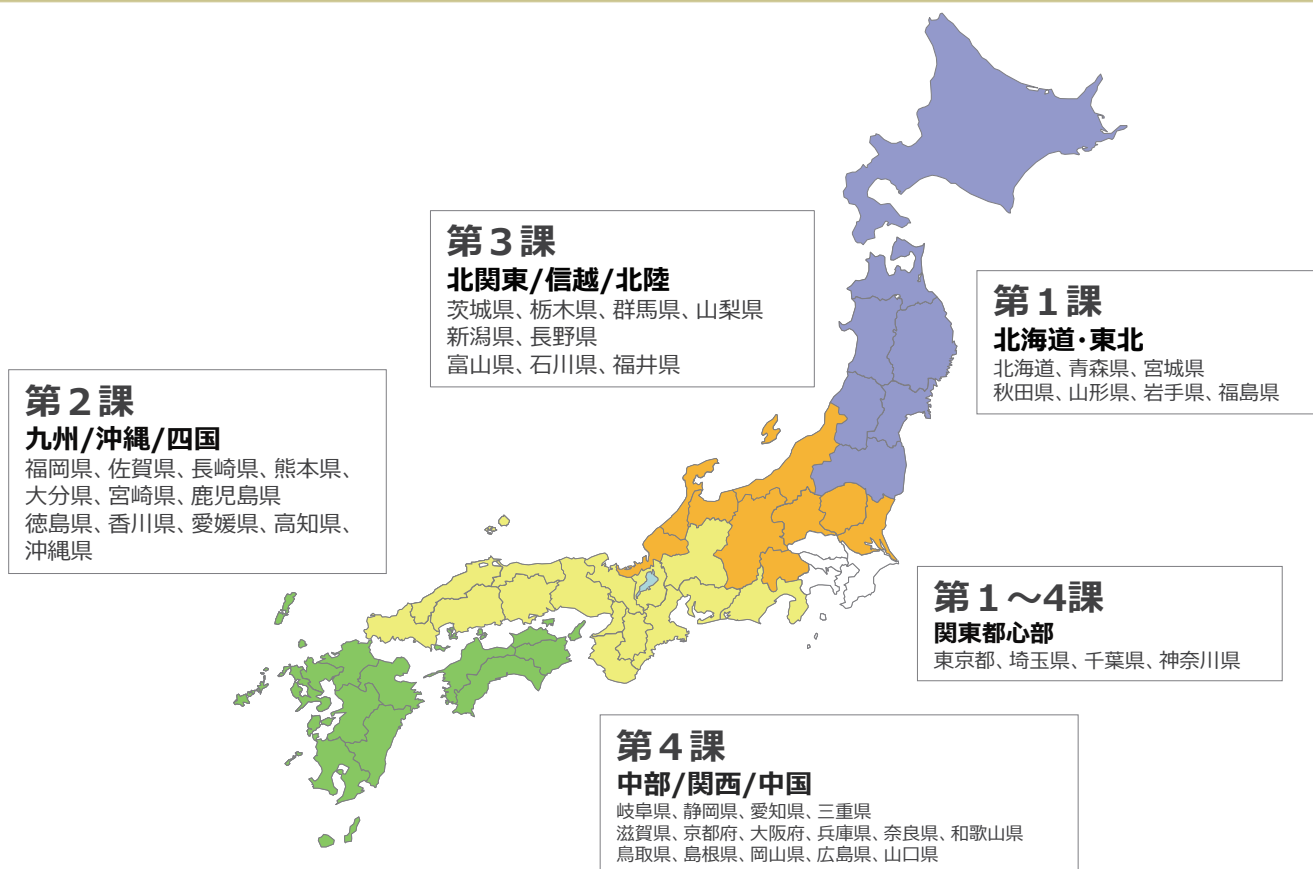 第３課
北関東/信越/北陸
茨城県、栃木県、群馬県、山梨県
新潟県、長野県
富山県、石川県、福井県
第１課
北海道･東北
北海道、青森県、宮城県
秋田県、山形県、岩手県、福島県
第２課
九州/沖縄/四国
福岡県、佐賀県、長崎県、熊本県、
大分県、宮崎県、鹿児島県
徳島県、香川県、愛媛県、高知県、
沖縄県
第１～4課
関東都心部
東京都、埼玉県、千葉県、神奈川県
第４課
中部/関西/中国
岐阜県、静岡県、愛知県、三重県
滋賀県、京都府、大阪府、兵庫県、奈良県、和歌山県
鳥取県、島根県、岡山県、広島県、山口県